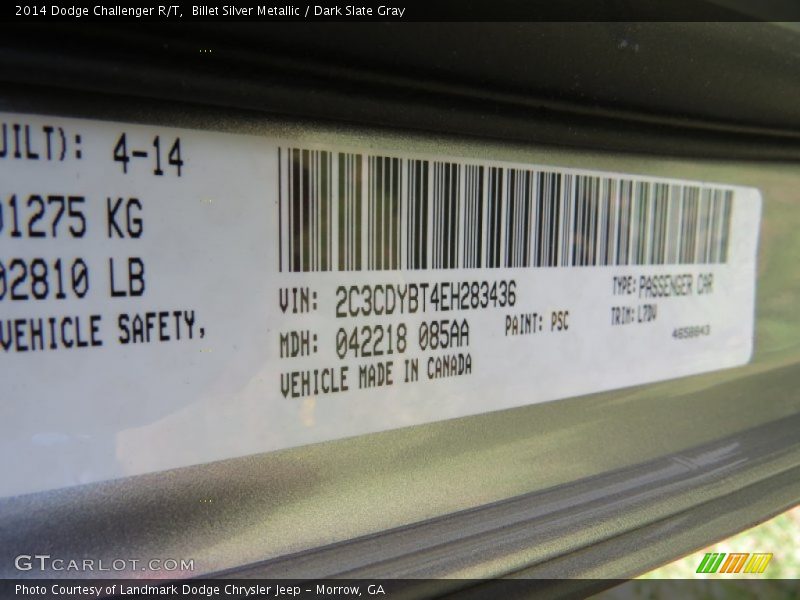 2014 Dodge Challenger R/T,  Billet Silver Metallic / Dark Slate Gray
UILT): 4-14
01275 KG
02810 LB
VEHICLE SAFETY,
VIN: 2C3CDYBT4EH283436
MDH: 042218 085AA
PAINT: PSC
VEHICLE MADE IN CANADA
TYPE: PASSENGER CAR
TRIM: L7DV
4658643
GTCARLOT.COM
Photo Courtesy of Landmark Dodge Chrysler Jeep - Morrow, GA